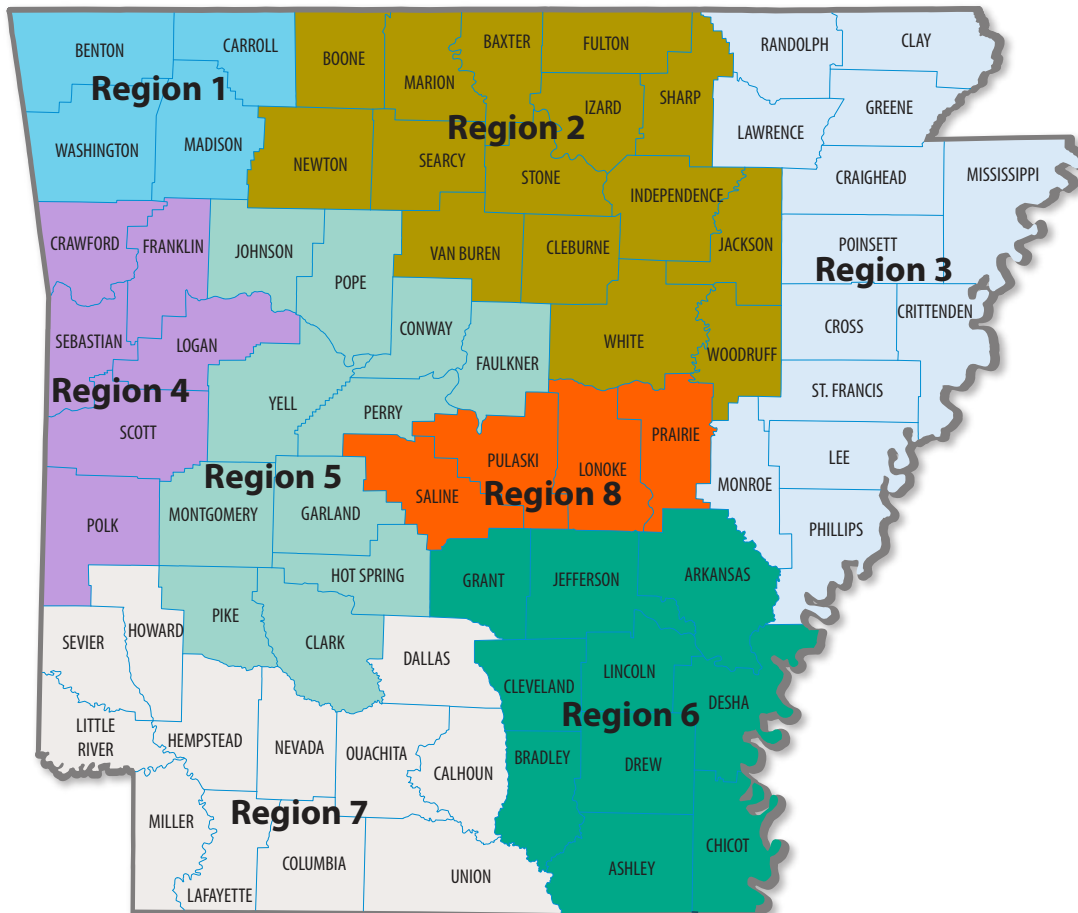 BENTON
CARROLL
BOONE
BAXTER
FULTON
RANDOLPH
CLAY
Region 1
MARION
IZARD
SHARP
GREENE
WASHINGTON
MADISON
Region 2
LAWRENCE
NEWTON
SEARCY
STONE
CRAIGHEAD
MISSISSIPPI
INDEPENDENCE
CRAWFORD
FRANKLIN
JOHNSON
VAN BUREN
CLEBURNE
JACKSON
POINSETT
Region 3
POPE
SEBASTIAN
LOGAN
CONWAY
FAULKNER
WHITE
WOODRUFF
CROSS
CRITTENDEN
Region 4
YELL
PERRY
ST. FRANCIS
SCOTT
PULASKI
LONOKE
PRAIRIE
LEE
Region 5
SALINE
Region 8
MONROE
POLK
MONTGOMERY
GARLAND
PHILLIPS
HOT SPRING
GRANT
JEFFERSON
ARKANSAS
SEVIER
HOWARD
PIKE
CLARK
DALLAS
LINCOLN
CLEVELAND
DESHA
LITTLE
RIVER
HEMPSTEAD
NEVADA
OUACHITA
Region 6
CALHOUN
BRADLEY
DREW
MILLER
Region 7
CHICOT
LAFAYETTE
COLUMBIA
UNION
ASHLEY